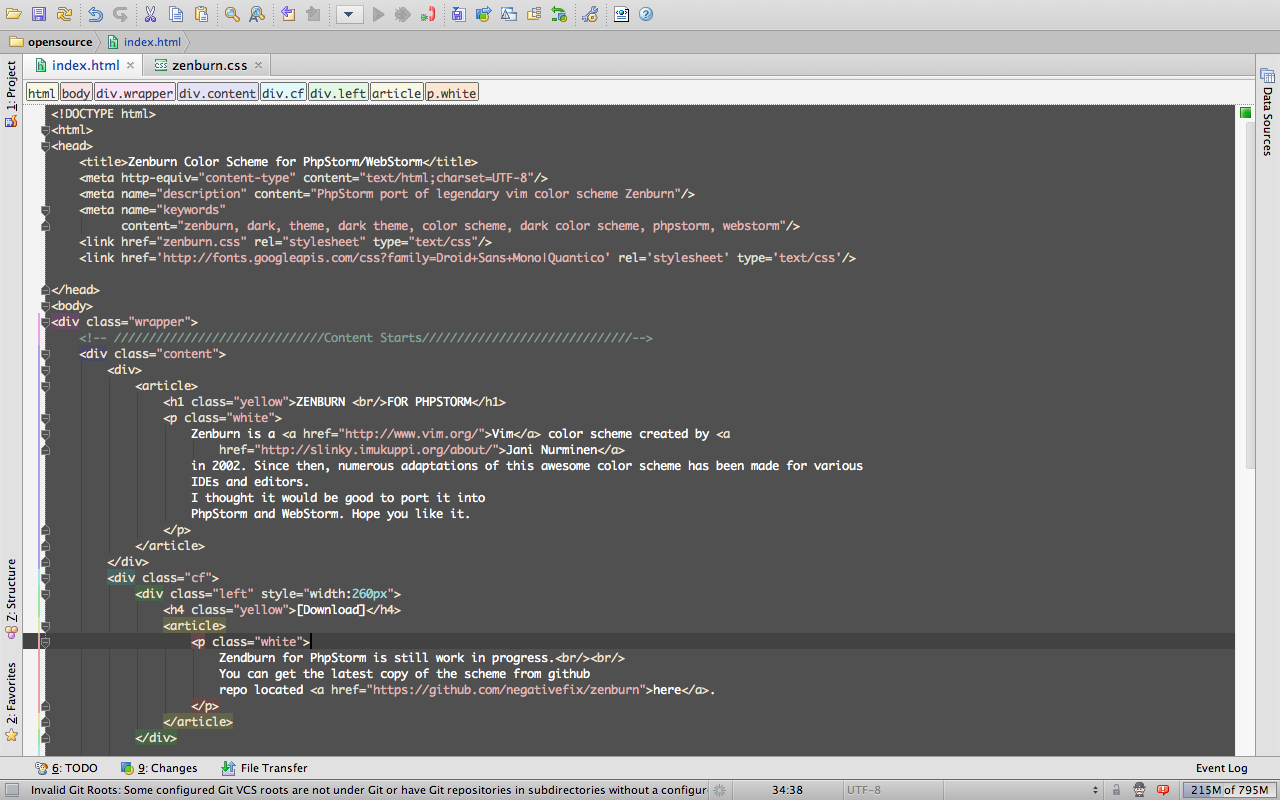 opensource index.html
index.html zenburn.css
html body div.wrapper div.content div.cf div.left article p.white
1: Project
Data Sources
<!DOCTYPE html>
<html>
<head>
<title>Zenburn Color Scheme for PhpStorm/WebStorm</title>
<meta http-equiv="content-type" content="text/html;charset=UTF-8"/>
<meta name="description" content="PhpStorm port of legendary vim color scheme Zenburn"/>
<meta name="keywords"
content="zenburn, dark, theme, dark theme, color scheme, dark color scheme, phpstorm, webstorm"/>
<link href="zenburn.css" rel="stylesheet" type="text/css"/>
<link href='http://fonts.googleapis.com/css?family=Droid+Sans+Mono|Quantico' rel='stylesheet' type='text/css'/>
</head>
<body>
<div class="wrapper">
<!-- //////////////////////////////Content Starts//////////////////////////////-->
<div class="content">
<div>
<article>
<h1 class="yellow">ZENBURN <br/>FOR PHPSTORM</h1>
<p class="white">
Zenburn is a <a href="http://www.vim.org/">Vim</a> color scheme created by <a
href="http://slinky.imukuppi.org/about/">Jani Nurminen</a>
in 2002. Since then, numerous adaptations of this awesome color scheme has been made for various
IDEs and editors.
I thought it would be good to port it into
PhpStorm and WebStorm. Hope you like it.
</p>
</article>
</div>
<div class="cf">
<div class="left" style="width:260px">
<h4 class="yellow">[Download]</h4>
<article>
<p class="white">
Zendburn for PhpStorm is still work in progress.<br/><br/>
You can get the latest copy of the scheme from github
repo located <a href="https://github.com/negativefix/zenburn">here</a>.
</p>
</article>
</div>
Z: Structure
2: Favorites
6: TODO 9: Changes File Transfer Event Log
Invalid Git Roots: Some configured Git VCS roots are not under Git or have Git repositories in subdirectories without a configur 34:38 UTF-8 215M of 795M